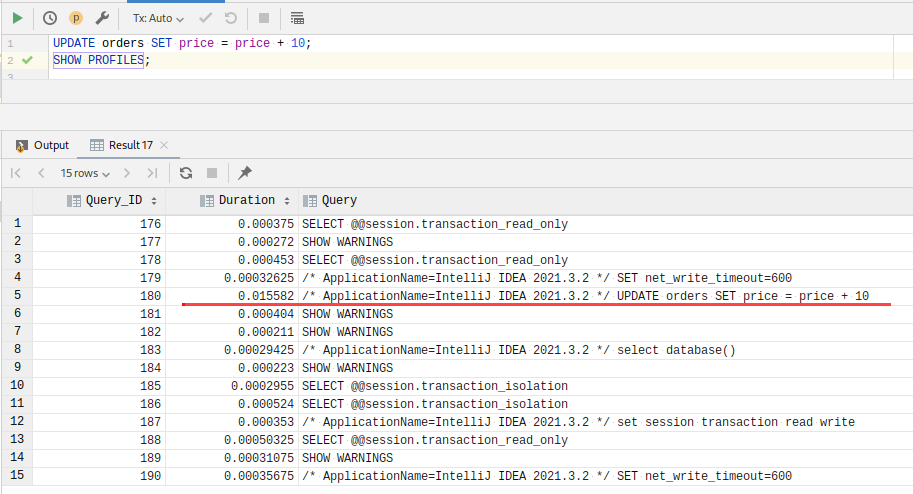 p Tx: Auto
1 UPDATE orders SET price = price + 10;
2 SHOW PROFILES;
3
Output Result17
15 rows
Query_ID Duration Query
1 176 0.000375 SELECT @@session.transaction_read_only
2 177 0.000272 SHOW WARNINGS
3 178 0.000453 SELECT @@session.transaction_read_only
4 179 0.00032625 /* ApplicationName=IntelliJ IDEA 2021.3.2 */ SET net_write_timeout=600
5 180 0.015582 /* ApplicationName=IntelliJ IDEA 2021.3.2 */ UPDATE orders SET price = price + 10
6 181 0.000404 SHOW WARNINGS
7 182 0.000211 SHOW WARNINGS
8 183 0.00029425 /* ApplicationName=IntelliJ IDEA 2021.3.2 */ select database()
9 184 0.000223 SHOW WARNINGS
10 185 0.0002955 SELECT @@session.transaction_isolation
11 186 0.000524 SELECT @@session.transaction_isolation
12 187 0.000353 /* ApplicationName=IntelliJ IDEA 2021.3.2 */ set session transaction read write
13 188 0.00050325 SELECT @@session.transaction_read_only
14 189 0.00031075 SHOW WARNINGS
15 190 0.00035675 /* ApplicationName=IntelliJ IDEA 2021.3.2 */ SET net_write_timeout=600